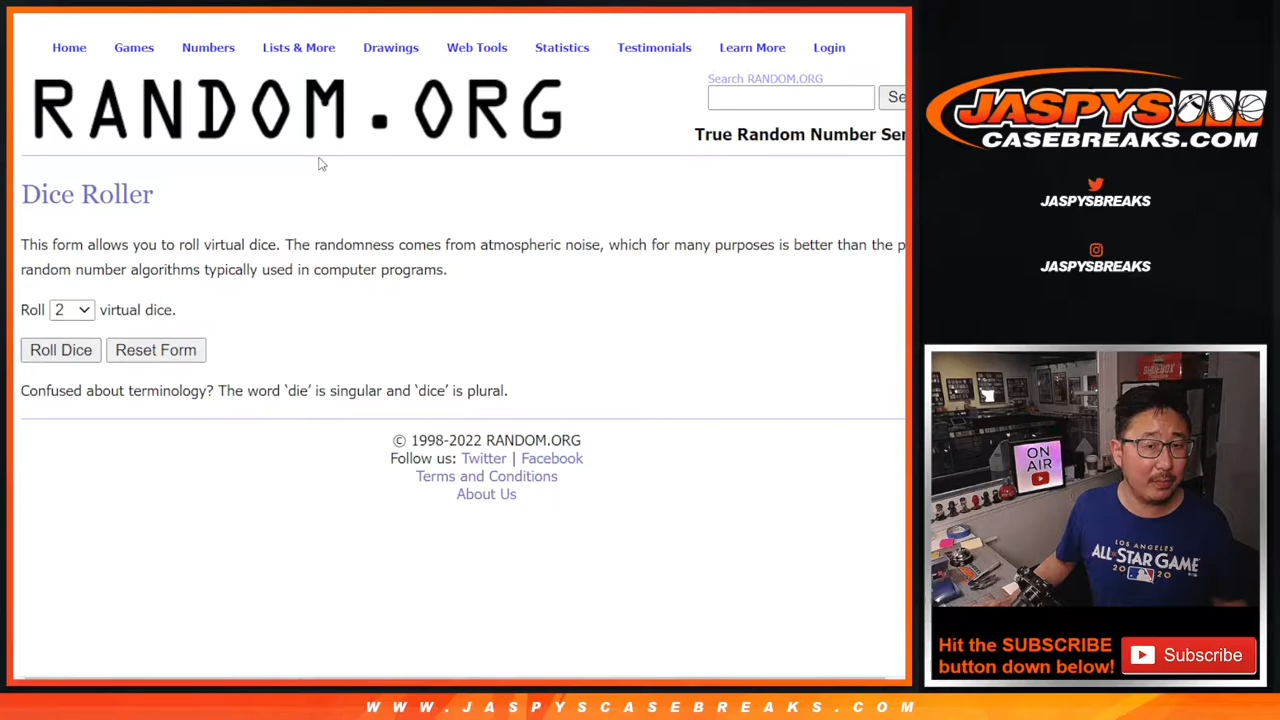 Home Games Numbers Lists & More Drawings Web Tools Statistics Testimonials Learn More Login
RANDOM.ORG
Search RANDOM.ORG
Se
True Random Number Ser
Dice Roller
This form allows you to roll virtual dice. The randomness comes from atmospheric noise, which for many purposes is better than the p
random number algorithms typically used in computer programs.
Roll 2 virtual dice.
Roll Dice Reset Form
Confused about terminology? The word ‘die’ is singular and ‘dice’ is plural.
© 1998-2022 RANDOM.ORG
Follow us: Twitter | Facebook
Terms and Conditions
About Us
JASPYS
CASEBREAKS.COM
JASPYSBREAKS
JASPYSBREAKS
ON
AIR
LOS ANGELES
ALL STAR GAME
20 20
Hit the SUBSCRIBE
button down below!
Subscribe
WWW.JASPYSCASEBREAKS.COM